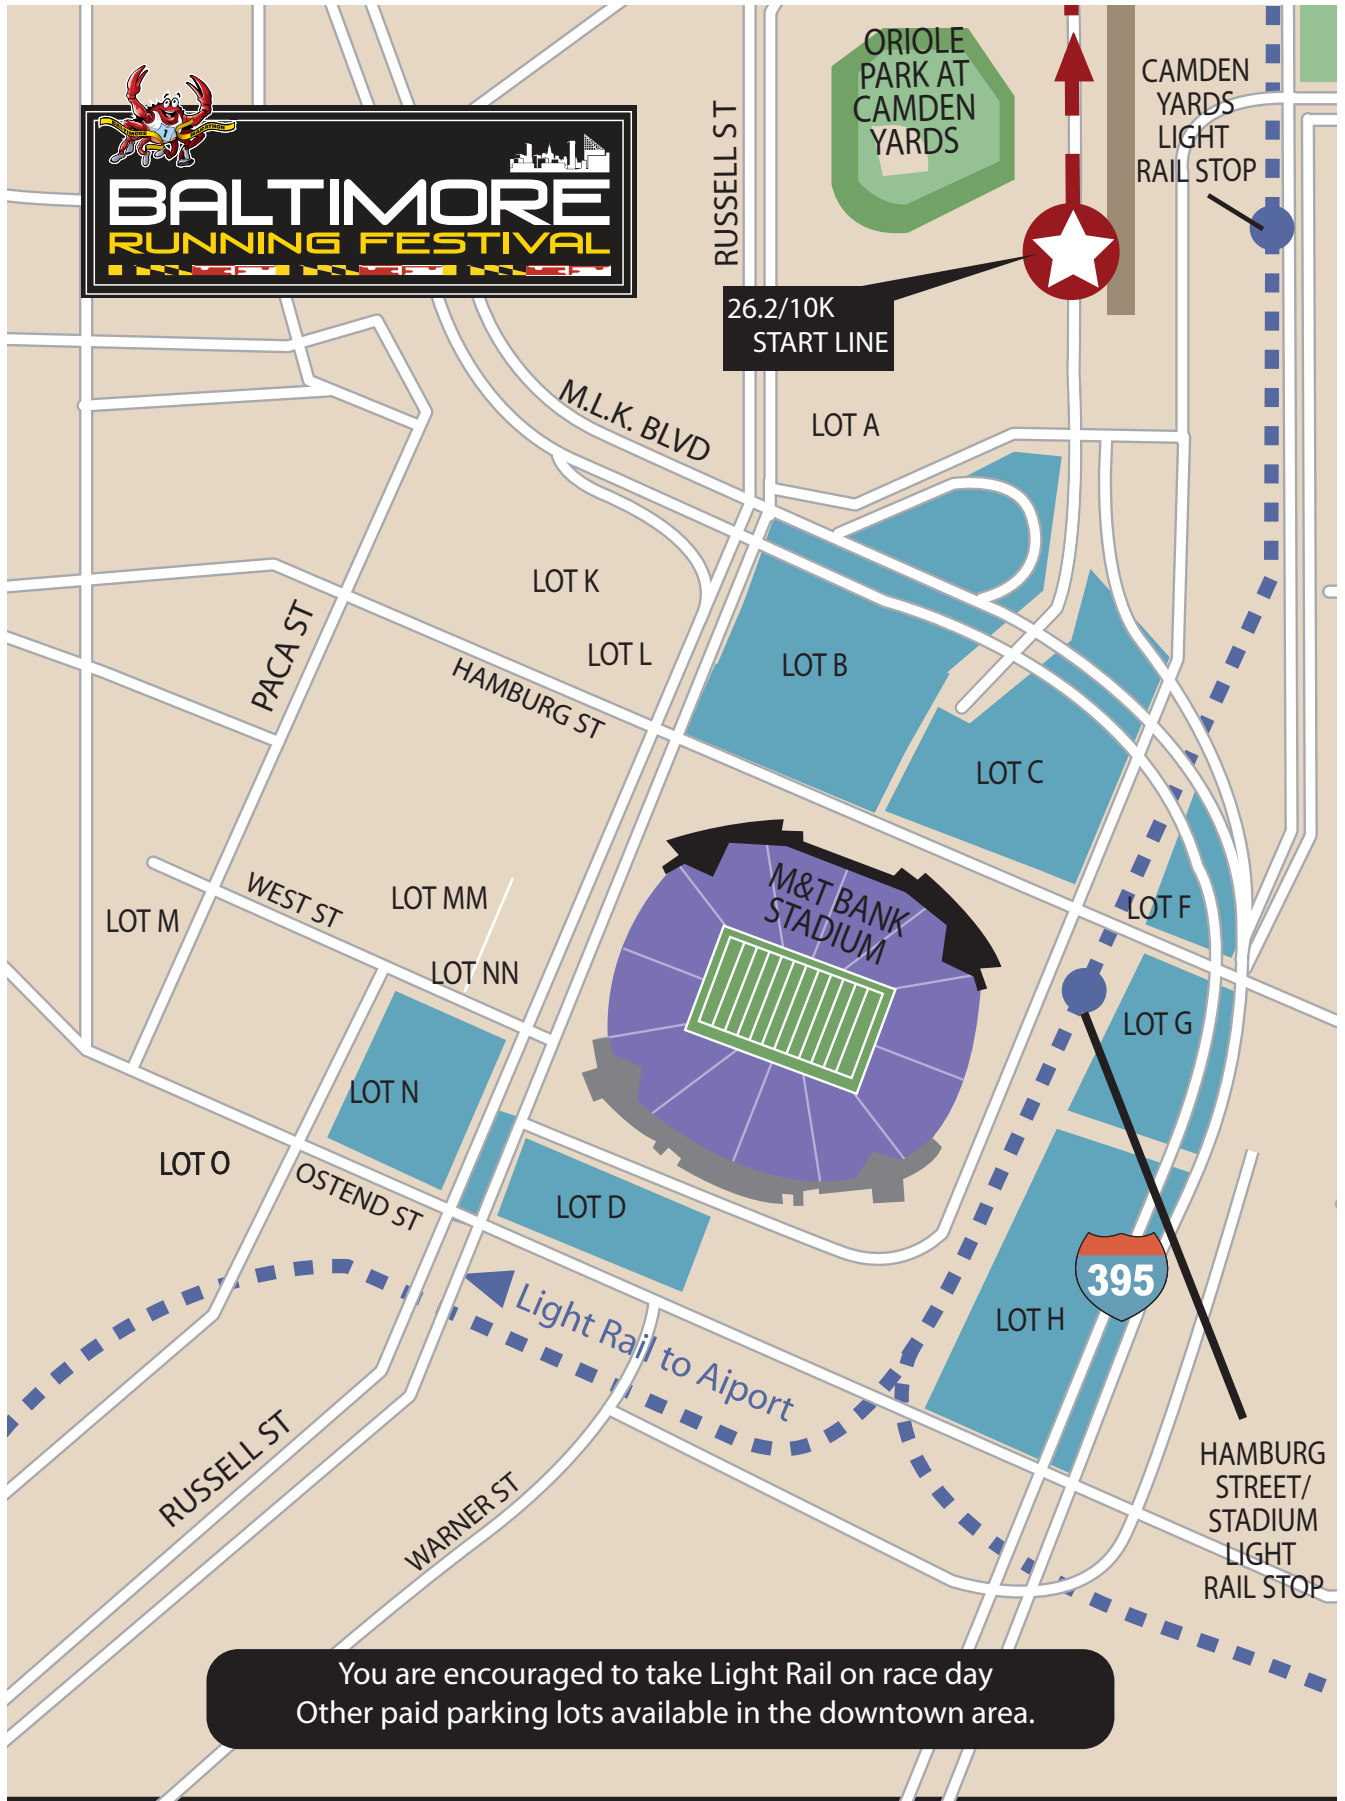 ORIOLE
PARK AT
CAMDEN
YARDS
CAMDEN
YARDS
LIGHT
RAIL STOP
BALTIMORE
RUNNING FESTIVAL
RUSSELL ST
26.2/10K
START LINE
M.L.K. BLVD
LOT A
LOT K
LOT L
LOT B
PACA ST
HAMBURG ST
LOT C
M&T BANK
STADIUM
WEST ST
LOT MM
LOT M
LOT F
LOT NN
LOT G
LOT N
LOT O
OSTEND ST
LOT D
395
Light Rail to Aiport
LOT H
RUSSELL ST
WARNER ST
HAMBURG
STREET/
STADIUM
LIGHT
RAIL STOP
You are encouraged to take Light Rail on race day
Other paid parking lots available in the downtown area.